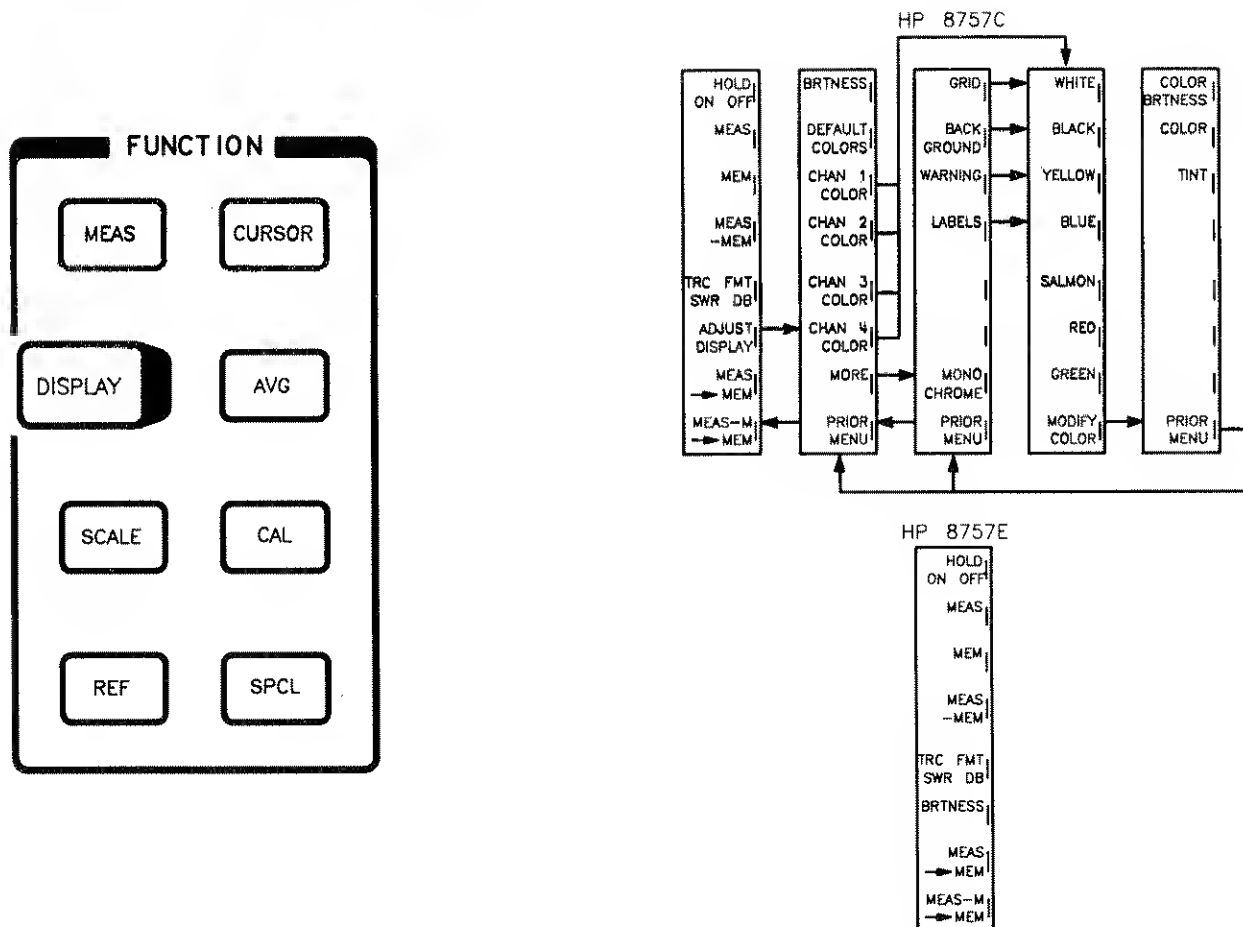 FUNCTION
MEAS
CURSOR
DISPLAY
AVG
SCALE
CAL
REF
SPCL
HP 8757C
HOLD
ON OFF
MEAS
MEM
MEAS
-MEM
TRC FMT
SWR DB
ADJUST
DISPLAY
MEAS
→ MEM
MEAS-M
→ MEM
BRTNESS
DEFAULT
COLORS
CHAN 1
COLOR
CHAN 2
COLOR
CHAN 3
COLOR
CHAN 4
COLOR
MORE
PRIOR
MENU
GRID
BACK
GROUND
WARNING
LABELS
MONO
CHROME
PRIOR
MENU
WHITE
BLACK
YELLOW
BLUE
SALMON
RED
GREEN
MODIFY
COLOR
COLOR
BRTNESS
COLOR
TINT
PRIOR
MENU
HP 8757E
HOLD
ON OFF
MEAS
MEM
MEAS
-MEM
TRC FMT
SWR DB
BRTNESS
MEAS
→ MEM
MEAS-M
→ MEM